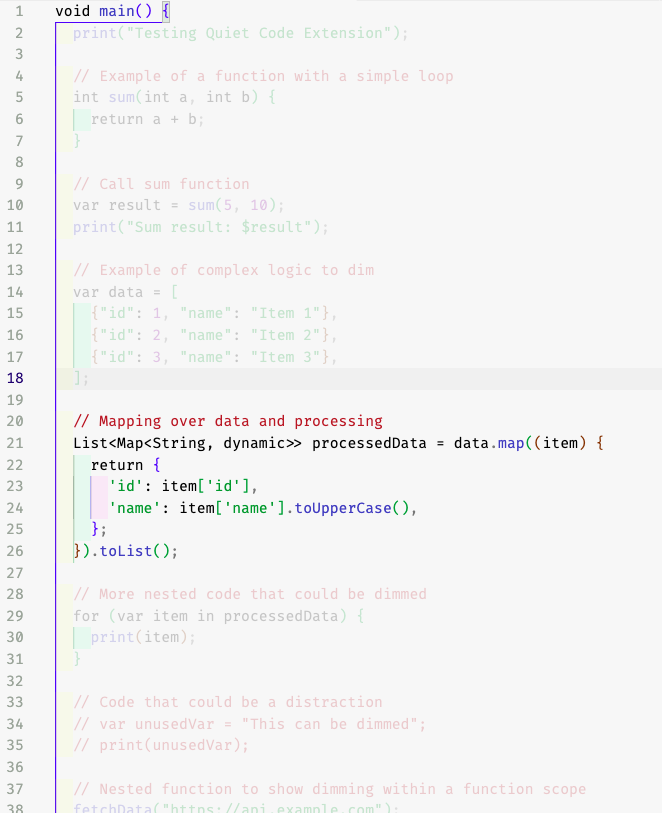 1 void main() {
2 print("Testing Quiet Code Extension");
3
4 // Example of a function with a simple loop
5 int sum(int a, int b) {
6 return a + b;
7 }
8
9 // Call sum function
10 var result = sum(5, 10);
11 print("Sum result: $result");
12
13 // Example of complex logic to dim
14 var data = [
15 {"id": 1, "name": "Item 1"},
16 {"id": 2, "name": "Item 2"},
17 {"id": 3, "name": "Item 3"},
18 ];
19
20 // Mapping over data and processing
21 List<Map<String, dynamic>> processedData = data.map((item) {
22 return {
23 'id': item['id'],
24 'name': item['name'].toUpperCase(),
25 };
26 }).toList();
27
28 // More nested code that could be dimmed
29 for (var item in processedData) {
30 print(item);
31 }
32
33 // Code that could be a distraction
34 // var unusedVar = "This can be dimmed";
35 // print(unusedVar);
36
37 // Nested function to show dimming within a function scope
38 fetchData("https://api.example.com");